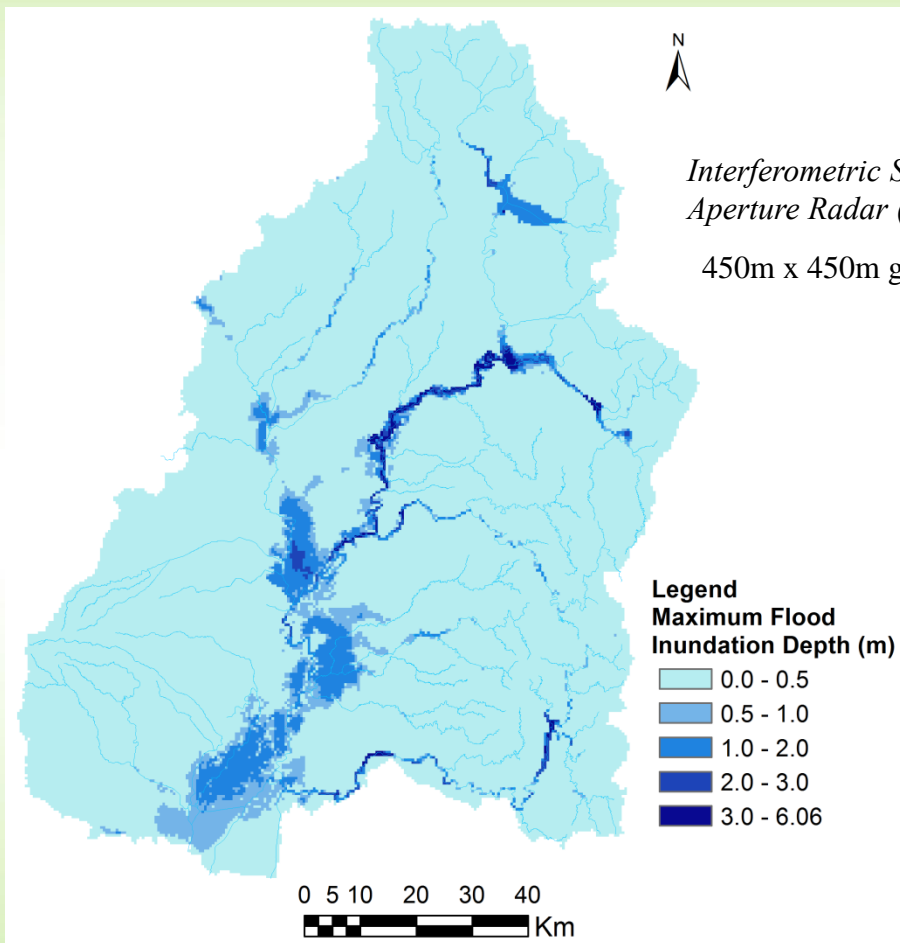 N
Interferometric S
Aperture Radar (
450m x 450m g
Legend
Maximum Flood
Inundation Depth (m)
0.0 - 0.5
0.5 - 1.0
1.0 - 2.0
2.0 - 3.0
3.0 - 6.06
0 5 10 20 30 40
Km